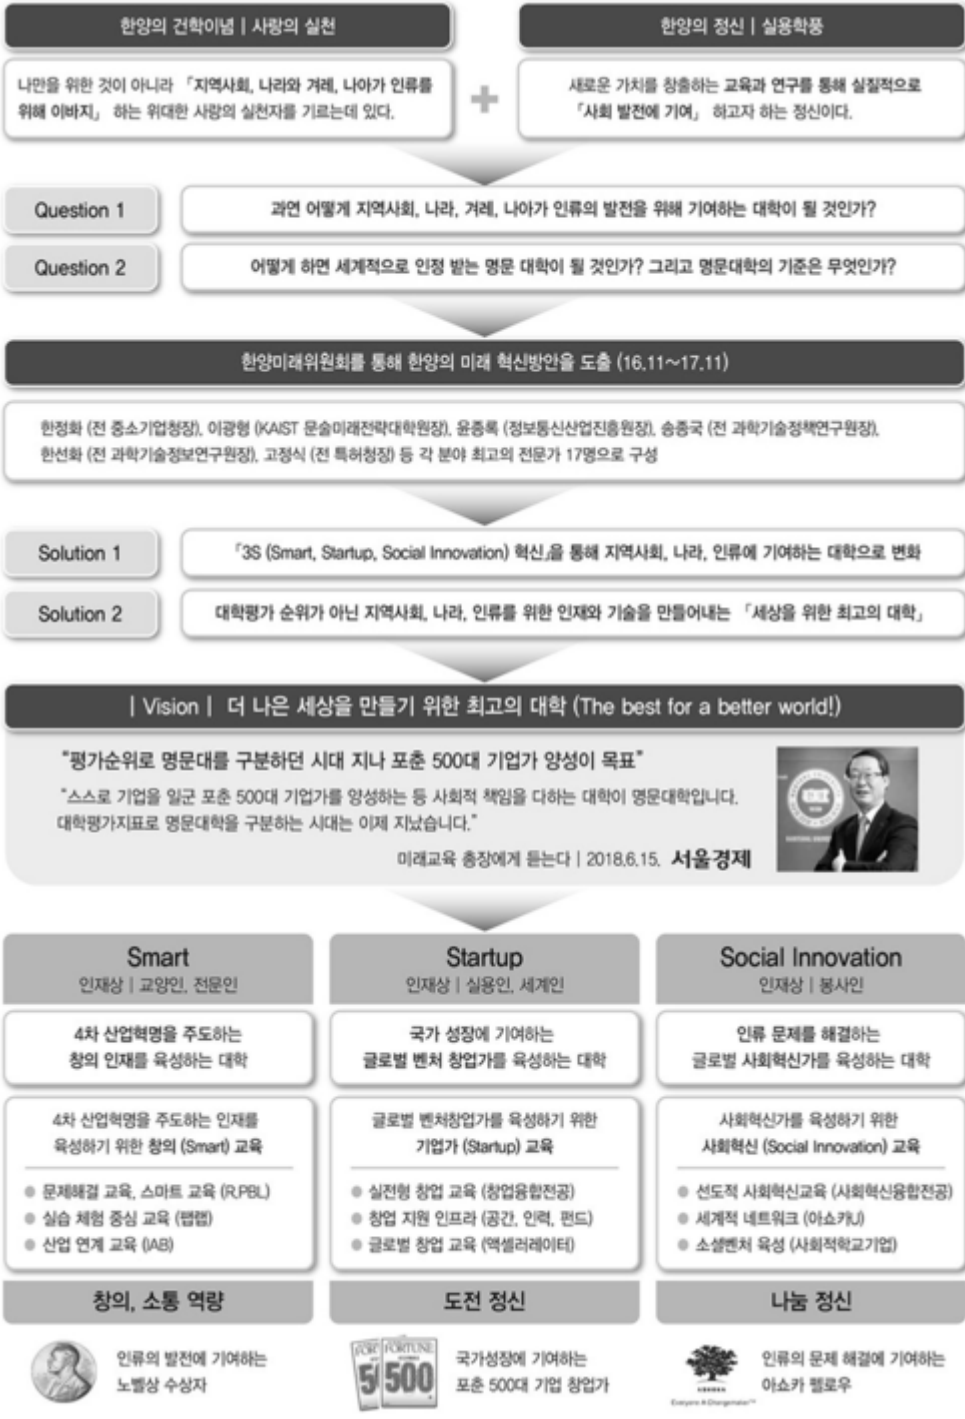 한양의 건학이념 | 사랑의 실천
나만을 위한 것이 아니라 「지역사회, 나라와 겨레, 나아가 인류를
위해 이바지」 하는 위대한 사랑의 실천자를 기르는데 있다.
+
한양의 정신 | 실용학풍
새로운 가치를 창출하는 교육과 연구를 통해 실질적으로
「사회 발전에 기여」 하고자 하는 정신이다.
Question 1
과연 어떻게 지역사회, 나라, 겨레, 나아가 인류의 발전을 위해 기여하는 대학이 될 것인가?
Question 2
어떻게 하면 세계적으로 인정 받는 명문 대학이 될 것인가? 그리고 명문대학의 기준은 무엇인가?
한양미래위원회를 통해 한양의 미래 혁신방안을 도출 (16.11~17.11)
한정화 (전 중소기업청장), 이광형 (KAIST 문술미래전략대학원장), 윤종록 (정보통신산업진흥원장), 송종국 (전 과학기술정책연구원장),
한선화 (전 과학기술정보연구원장), 고정식 (전 특허청장) 등 각 분야 최고의 전문가 17명으로 구성
Solution 1
「3S (Smart, Startup, Social Innovation) 혁신」을 통해 지역사회, 나라, 인류에 기여하는 대학으로 변화
Solution 2
대학평가 순위가 아닌 지역사회, 나라, 인류를 위한 인재와 기술을 만들어내는 「세상을 위한 최고의 대학」
| Vision | 더 나은 세상을 만들기 위한 최고의 대학 (The best for a better world!)
“평가순위로 명문대를 구분하던 시대 지나 포춘 500대 기업가 양성이 목표”
“스스로 기업을 일군 포춘 500대 기업가를 양성하는 등 사회적 책임을 다하는 대학이 명문대학입니다.
대학평가지표로 명문대학을 구분하는 시대는 이제 지났습니다.”
미래교육 총장에게 듣는다 | 2018.6.15. 서울경제
Smart
인재상 | 교양인, 전문인
4차 산업혁명을 주도하는
창의 인재를 육성하는 대학
4차 산업혁명을 주도하는 인재를
육성하기 위한 창의 (Smart) 교육
● 문제해결 교육, 스마트 교육 (R.PBL)
● 실습 체험 중심 교육 (팹랩)
● 산업 연계 교육 (IAB)
창의, 소통 역량
인류의 발전에 기여하는
노벨상 수상자
Startup
인재상 | 실용인, 세계인
국가 성장에 기여하는
글로벌 벤처 창업가를 육성하는 대학
글로벌 벤처창업가를 육성하기 위한
기업가 (Startup) 교육
● 실전형 창업 교육 (창업융합전공)
● 창업 지원 인프라 (공간, 인력, 펀드)
● 글로벌 창업 교육 (액셀러레이터)
도전 정신
FORTUNE
500
국가성장에 기여하는
포춘 500대 기업 창업가
Social Innovation
인재상 | 봉사인
인류 문제를 해결하는
글로벌 사회혁신가를 육성하는 대학
사회혁신가를 육성하기 위한
사회혁신 (Social Innovation) 교육
● 선도적 사회혁신교육 (사회혁신융합전공)
● 세계적 네트워크 (아쇼카U)
● 소셜벤처 육성 (사회적학교기업)
나눔 정신
Everyone A Changemaker™
인류의 문제 해결에 기여하는
아쇼카 펠로우